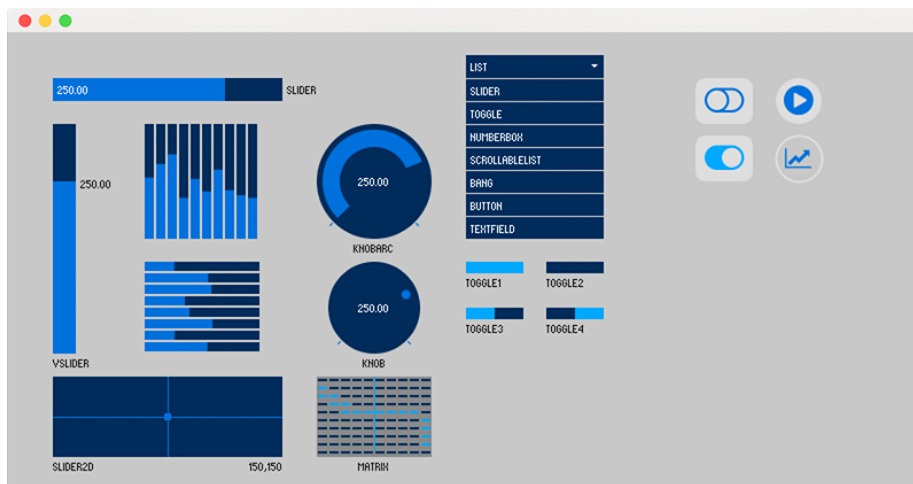 250.00
SLIDER
250.00
VSLIDER
250.00
KNOBARC
250.00
KNOB
SLIDER2D
150,150
MATRIX
LIST
SLIDER
TOGGLE
NUMBERBOX
SCROLLABLELIST
BANG
BUTTON
TEXTFIELD
TOGGLE1
TOGGLE2
TOGGLE3
TOGGLE4